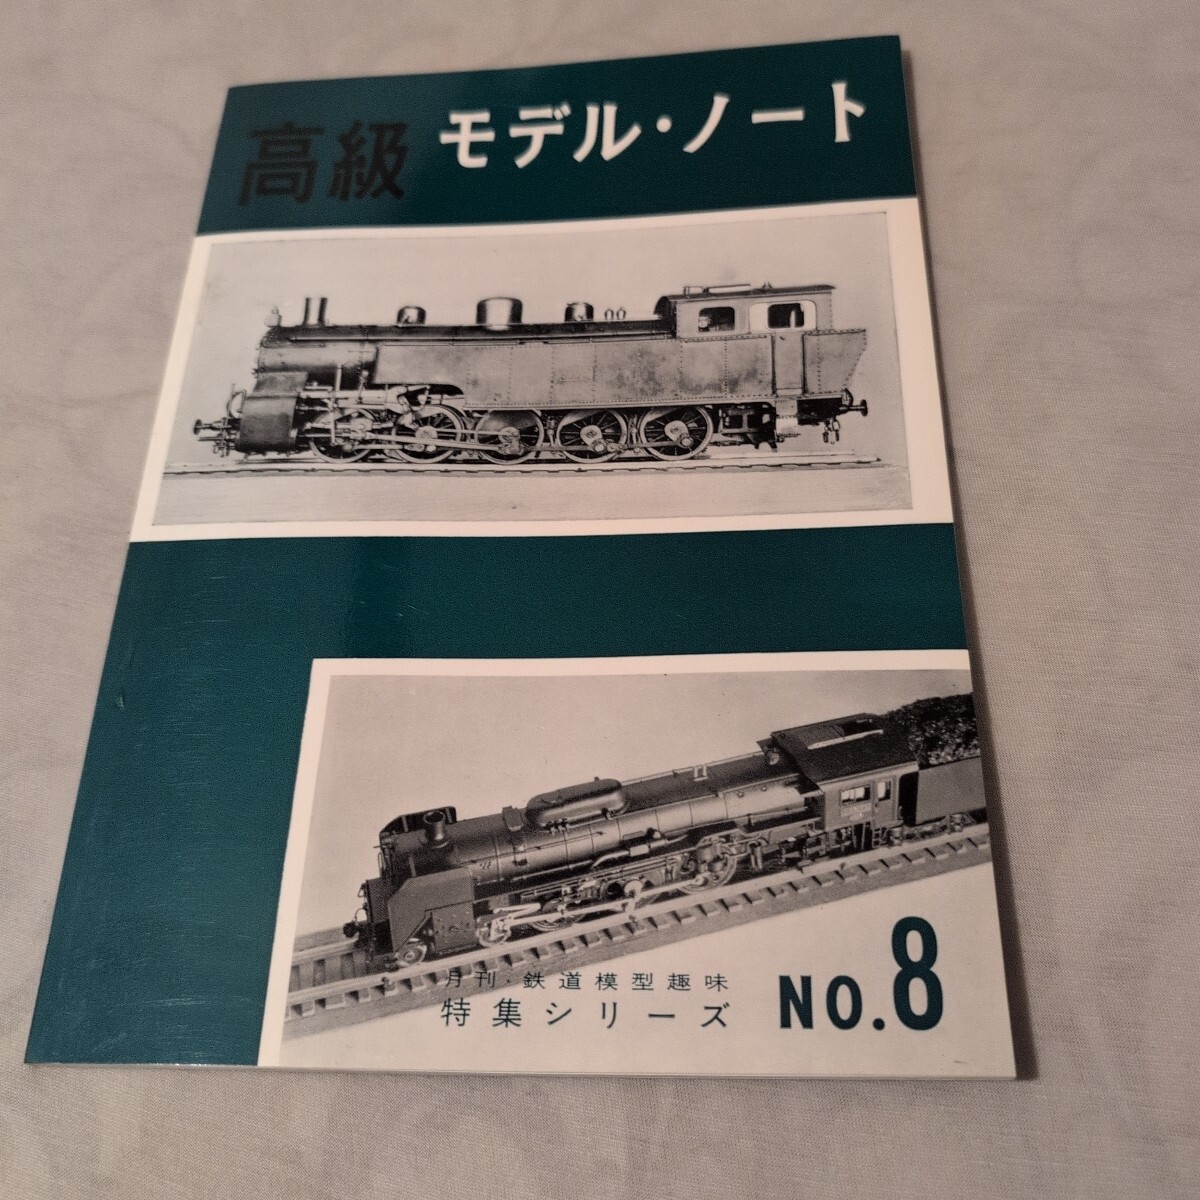 高級 モデル・ノート
月刊・鉄道模型趣味
特集シリーズ NO.8